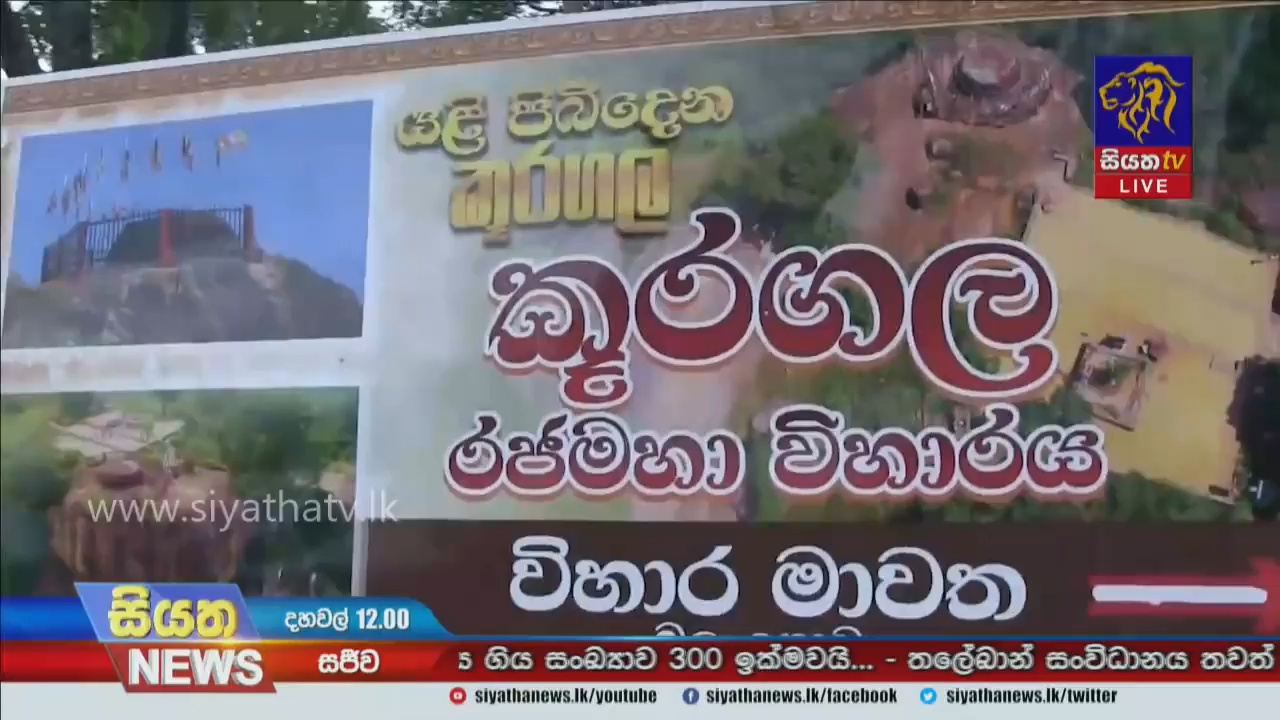 යළි පිබිදෙන
කූරගල
කූරගල
රජමහා විහාරය
විහාර මාවත
සියත tv
LIVE
www.siyathatv.lk
සියත
NEWS
දහවල් 12.00
සජීව
ගිය සංඛ්‍යාව 300 ඉක්මවයි... - තලේබාන් සංවිධානය තවත්
siyathanews.lk/youtube
siyathanews.lk/facebook
siyathanews.lk/twitter